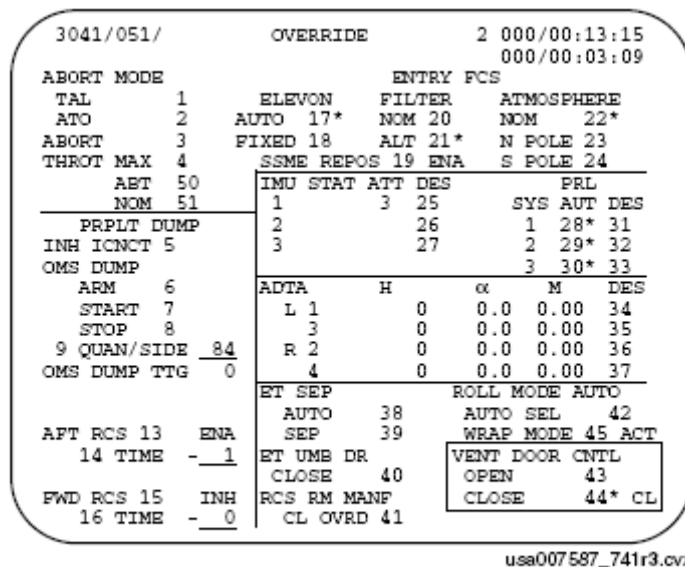 3041/051/ OVERRIDE 2 000/00:13:15
000/00:03:09
ABORT MODE ENTRY FCS
TAL 1 ELEVON FILTER ATMOSPHERE
ATO 2 AUTO 17* NOM 20 NOM 22*
ABORT 3 FIXED 18 ALT 21* N POLE 23
THROT MAX 4 SSME REPOS 19 ENA S POLE 24
ABT 50 IMU STAT ATT DES PRL
NOM 51 1 3 25 SYS AUT DES
PRPLT DUMP 2 26 1 28* 31
INH ICNCT 5 3 27 2 29* 32
OMS DUMP 3 30* 33
ARM 6 ADTA H α M DES
START 7 L 1 0 0.0 0.00 34
STOP 8 3 0 0.0 0.00 35
9 QUAN/SIDE 84 R 2 0 0.0 0.00 36
OMS DUMP TTG 0 4 0 0.0 0.00 37
ET SEP ROLL MODE AUTO
AUTO 38 AUTO SEL 42
AFT RCS 13 ENA SEP 39 WRAP MODE 45 ACT
14 TIME -1 ET UMB DR VENT DOOR CNTL
CLOSE 40 OPEN 43
FWD RCS 15 INH RCS RM MANF CLOSE 44* CL
16 TIME -0 CL OVRD 41
usa007587_741r3.cvx